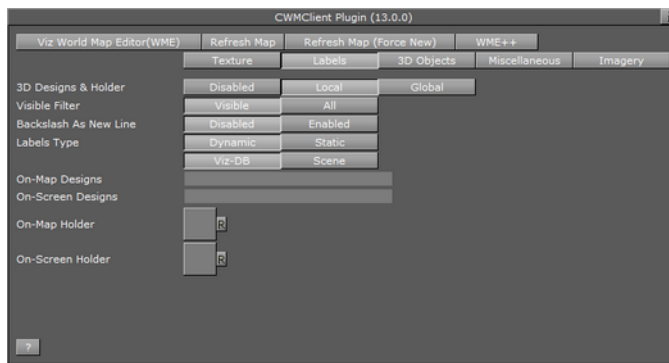 CWMClient Plugin (13.0.0)
Viz World Map Editor(WME) Refresh Map Refresh Map (Force New) WME++
Texture Labels 3D Objects Miscellaneous Imagery
3D Designs & Holder Disabled Local Global
Visible Filter Visible All
Backslash As New Line Disabled Enabled
Labels Type Dynamic Static
Viz-DB Scene
On-Map Designs
On-Screen Designs
On-Map Holder R
On-Screen Holder R
?